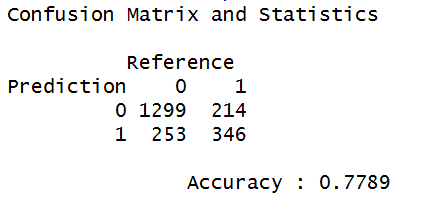 Confusion Matrix and Statistics
Reference
Prediction 0 1
0 1299 214
1 253 346
Accuracy : 0.7789